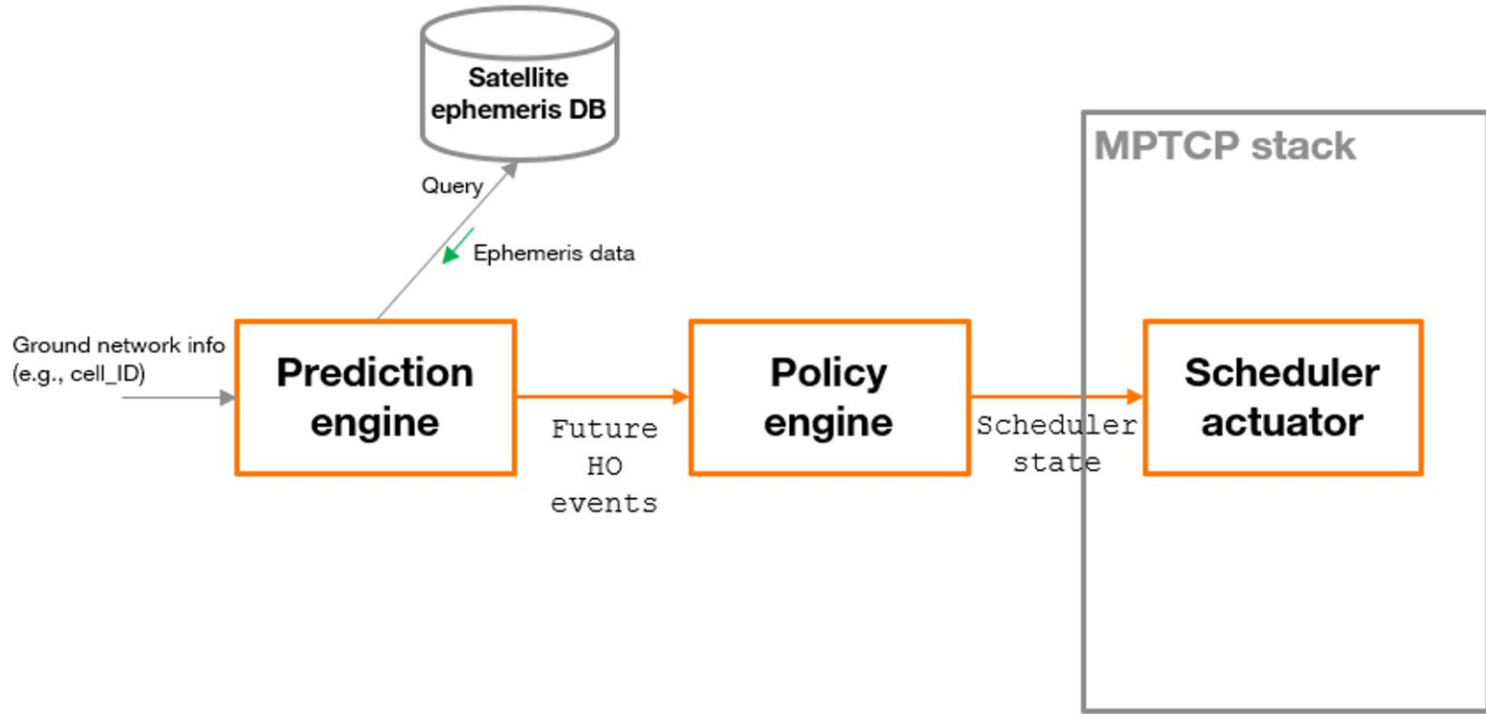 Satellite
ephemeris DB
MPTCP stack
Query
Ephemeris data
Ground network info
(e.g., cell_ID)
Prediction
engine
Future
HO
events
Policy
engine
Scheduler
state
Scheduler
actuator